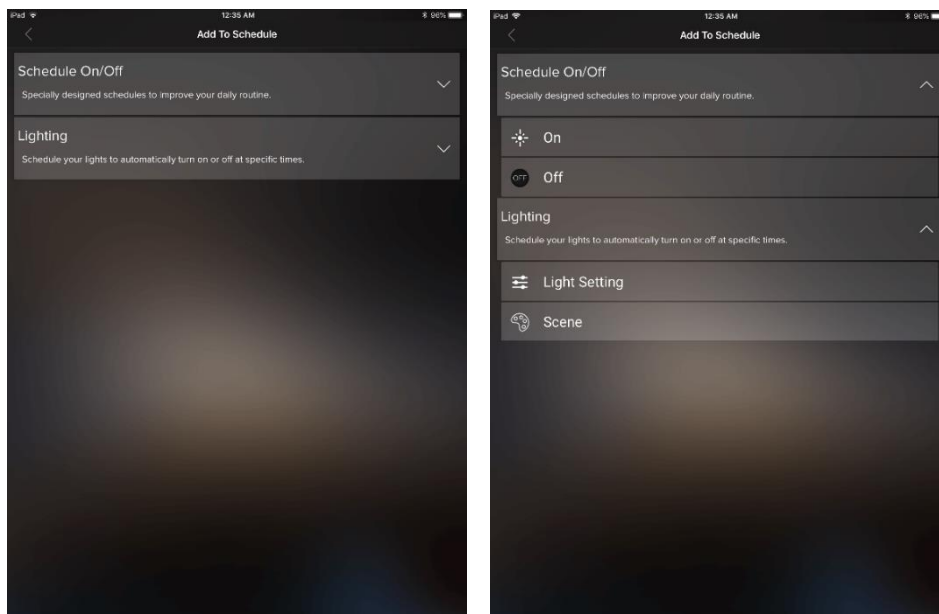 iPad
12:35 AM
96%
Add To Schedule
Schedule On/Off
Specially designed schedules to improve your daily routine.
Lighting
Schedule your lights to automatically turn on or off at specific times.
iPad
12:35 AM
96%
Add To Schedule
Schedule On/Off
Specially designed schedules to improve your daily routine.
On
OFF
Off
Lighting
Schedule your lights to automatically turn on or off at specific times.
Light Setting
Scene